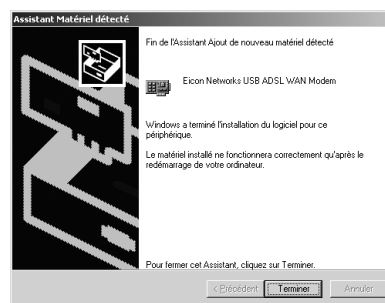 Assistant Matériel détecté
Fin de l'Assistant Ajout de nouveau matériel détecté
Eicon Networks USB ADSL WAN Modem
Windows a terminé l'installation du logiciel pour ce
périphérique.
Le matériel installé ne fonctionnera correctement qu'après le
redémarrage de votre ordinateur.
Pour fermer cet Assistant, cliquez sur Terminer.
< Précédent
Terminer
Annuler